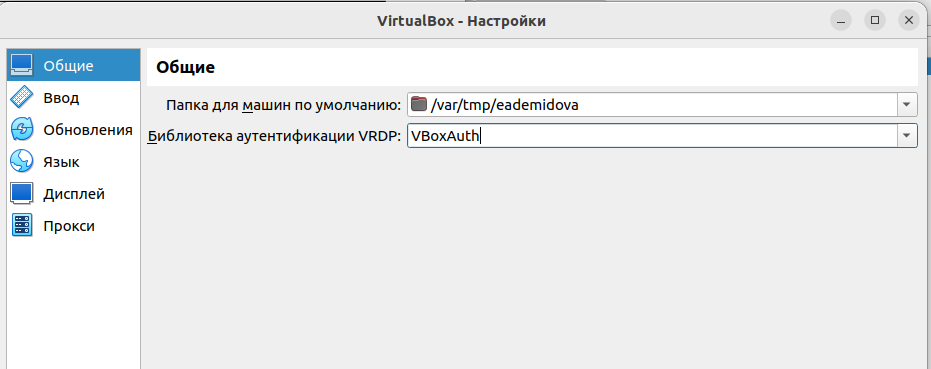 VirtualBox - Настройки
Общие
Ввод
Обновления
Язык
Дисплей
Прокси
Общие
Папка для машин по умолчанию: /var/tmp/eademidova
Библиотека аутентификации VRDP: VBoxAuth